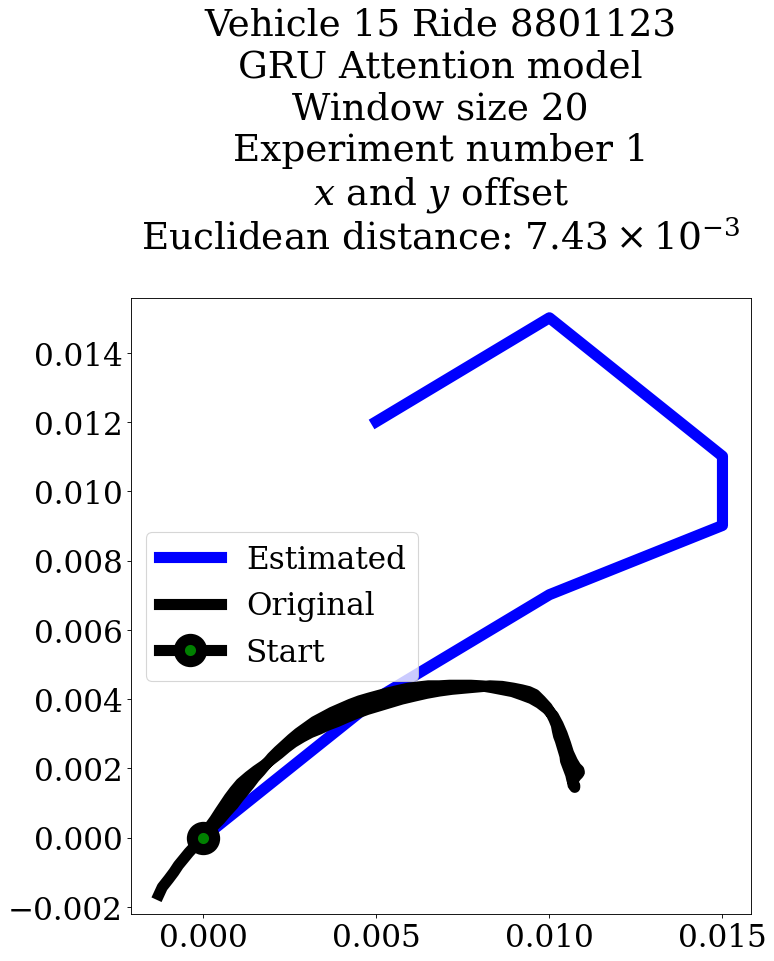 Vehicle 15 Ride 8801123
GRU Attention model
Window size 20
Experiment number 1
x and y offset
Euclidean distance: 7.43 × 10⁻³
0.014
0.012
0.010
0.008
0.006
0.004
0.002
0.000
−0.002
Estimated
Original
Start
0.000 0.005 0.010 0.015